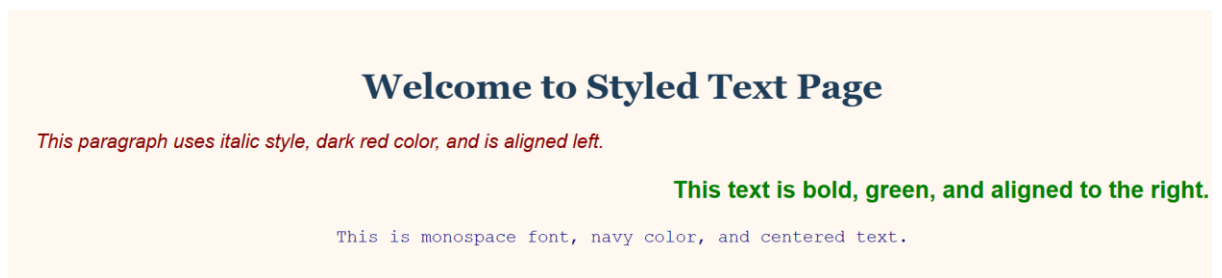 Welcome to Styled Text Page
This paragraph uses italic style, dark red color, and is aligned left.
This text is bold, green, and aligned to the right.
This is monospace font, navy color, and centered text.